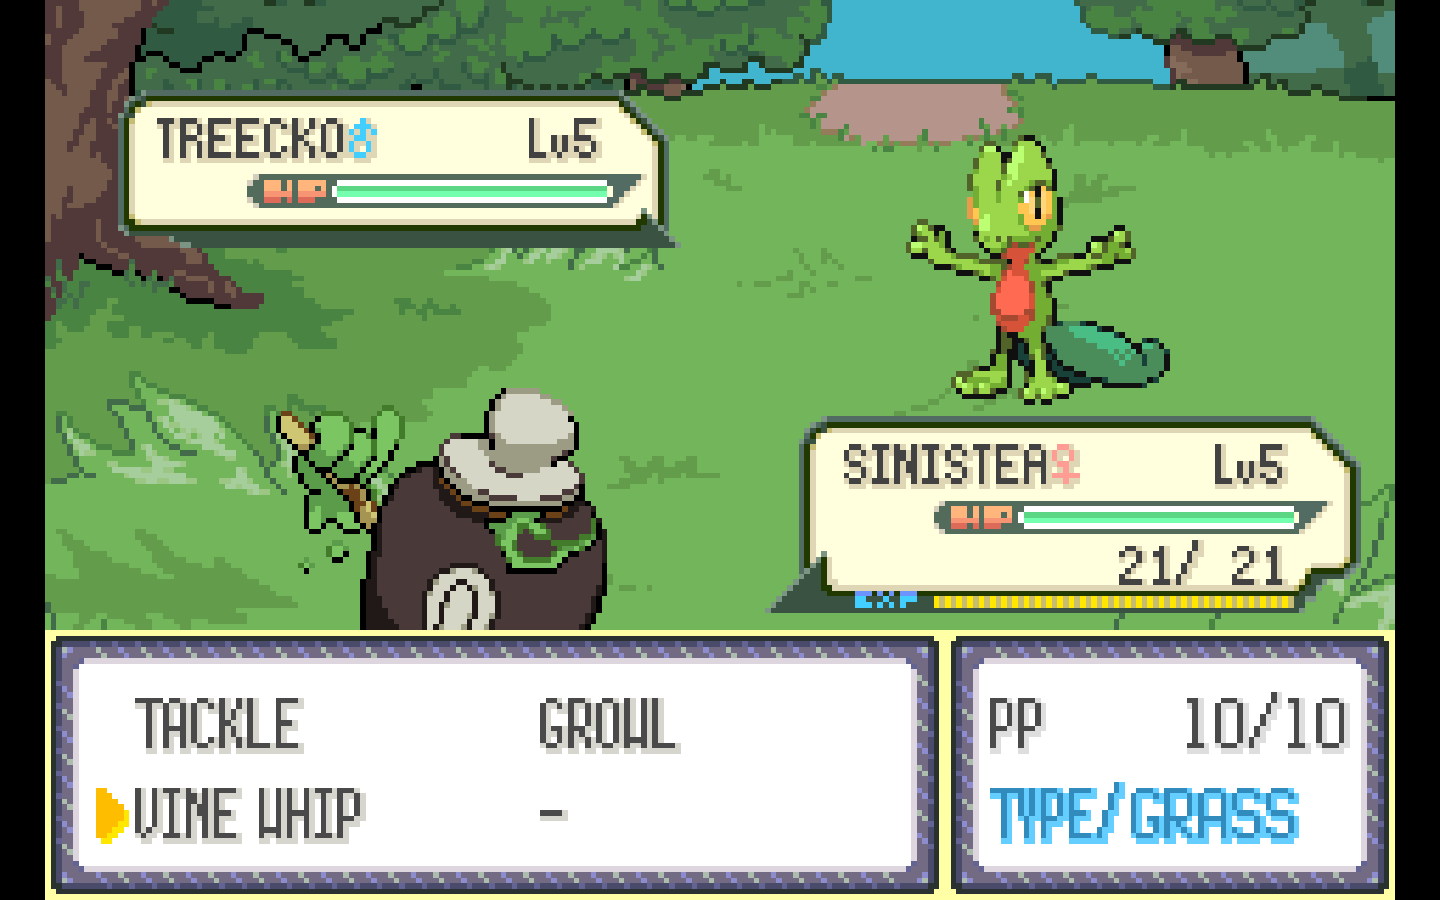 TREECKO♂ Lv5
HP
SINISTEA♀ Lv5
HP
21/ 21
EXP
TACKLE GROWL
VINE WHIP -
PP 10/10
TYPE/GRASS